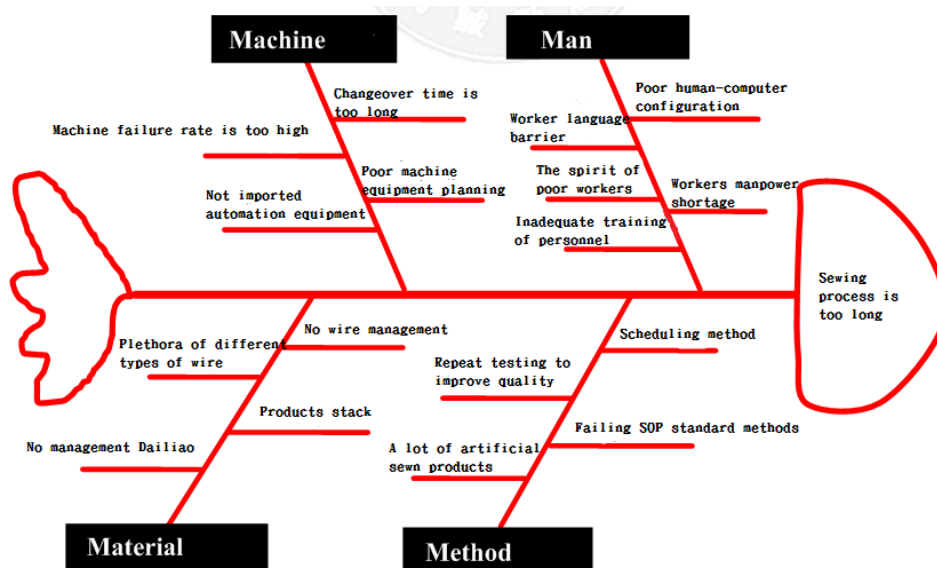 Machine
Man
Changeover time is
too long
Machine failure rate is too high
Poor machine
equipment planning
Not imported
automation equipment
Poor human-computer
configuration
Worker language
barrier
The spirit of
poor workers
Workers manpower
shortage
Inadequate training
of personnel
Sewing
process is
too long
No wire management
Plethora of different
types of wire
Products stack
No management Dailiao
Scheduling method
Repeat testing to
improve quality
Failing SOP standard methods
A lot of artificial
sewn products
Material
Method